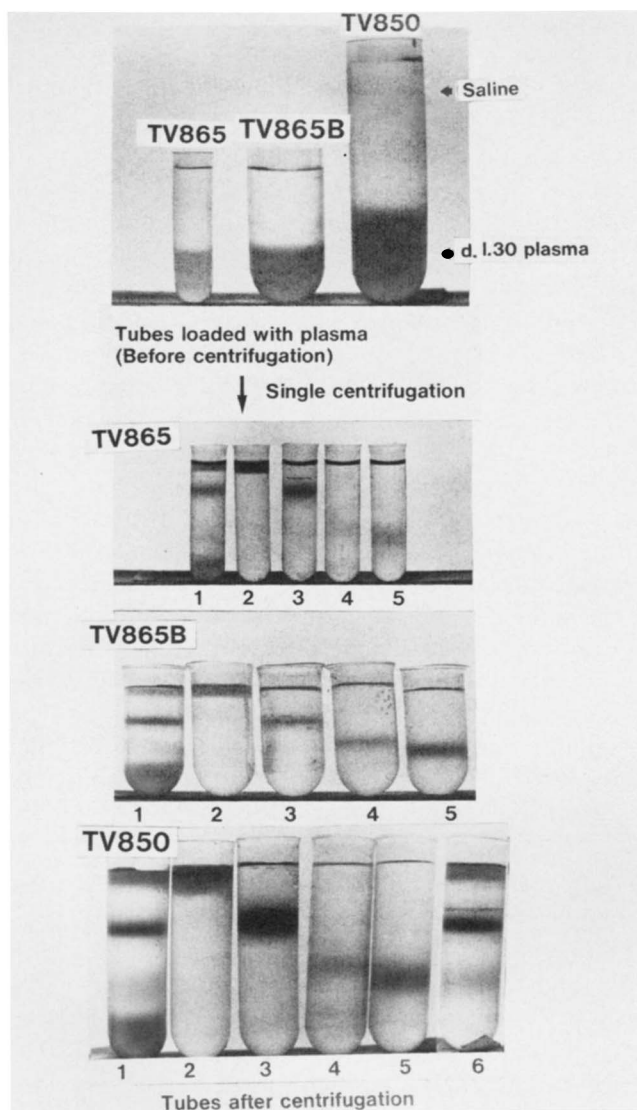 TV850
Saline
TV865 TV865B
d. 1.30 plasma
Tubes loaded with plasma
(Before centrifugation)
Single centrifugation
TV865
1 2 3 4 5
TV865B
1 2 3 4 5
TV850
1 2 3 4 5 6
Tubes after centrifugation